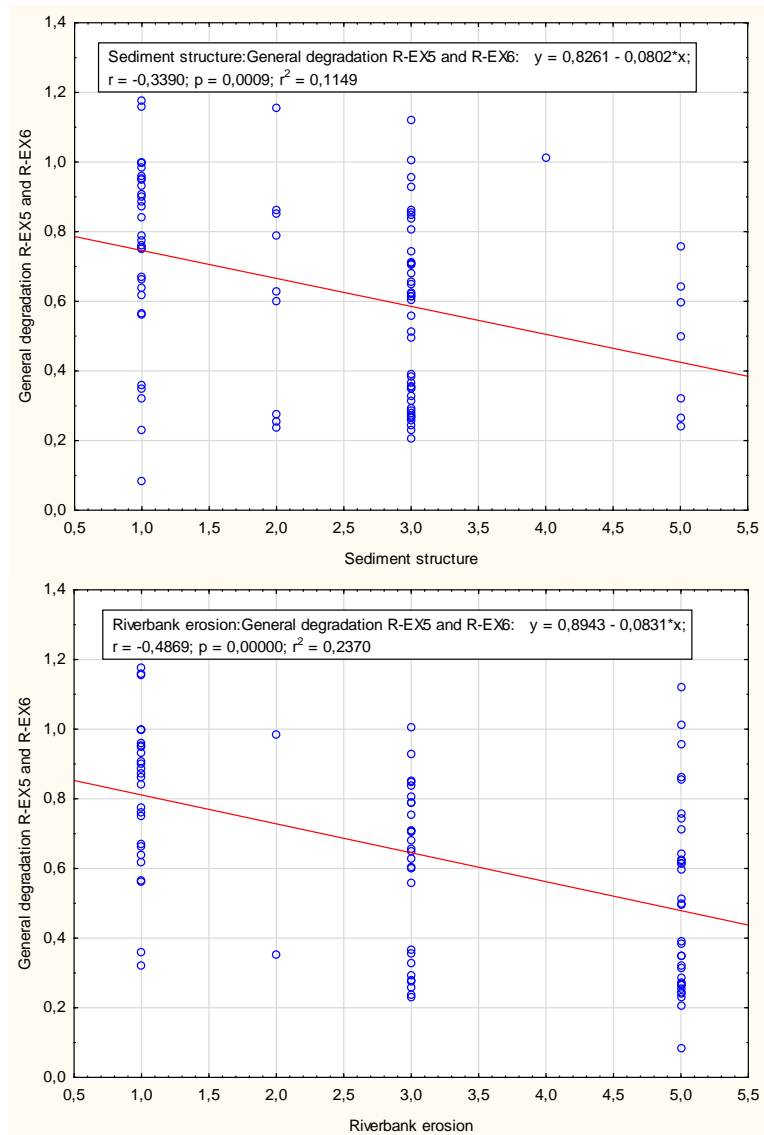 1,4
Sediment structure:General degradation R-EX5 and R-EX6: y = 0,8261 - 0,0802*x;
r = -0,3390; p = 0,0009; r² = 0,1149
1,2
1,0
0,8
0,6
0,4
0,2
0,0
General degradation R-EX5 and R-EX6
0,5 1,0 1,5 2,0 2,5 3,0 3,5 4,0 4,5 5,0 5,5
Sediment structure
1,4
Riverbank erosion:General degradation R-EX5 and R-EX6: y = 0,8943 - 0,0831*x;
r = -0,4869; p = 0,00000; r² = 0,2370
1,2
1,0
0,8
0,6
0,4
0,2
0,0
General degradation R-EX5 and R-EX6
0,5 1,0 1,5 2,0 2,5 3,0 3,5 4,0 4,5 5,0 5,5
Riverbank erosion